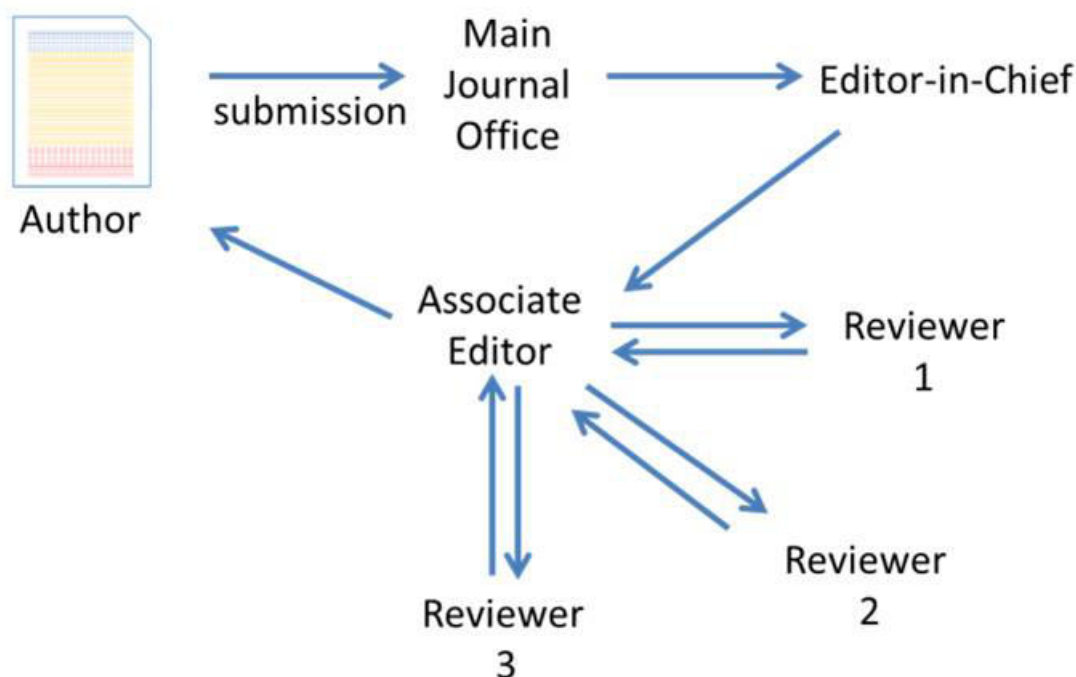 Main
Journal
Office
Editor-in-Chief
submission
Author
Associate
Editor
Reviewer
1
Reviewer
2
Reviewer
3